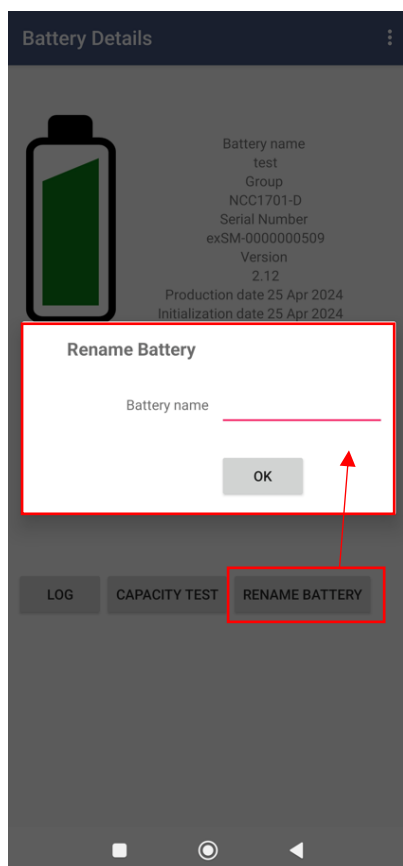 Battery Details
Battery name
test
Group
NCC1701-D
Serial Number
exSM-0000000509
Version
2.12
Production date 25 Apr 2024
Initialization date 25 Apr 2024
Rename Battery
Battery name
OK
LOG
CAPACITY TEST
RENAME BATTERY